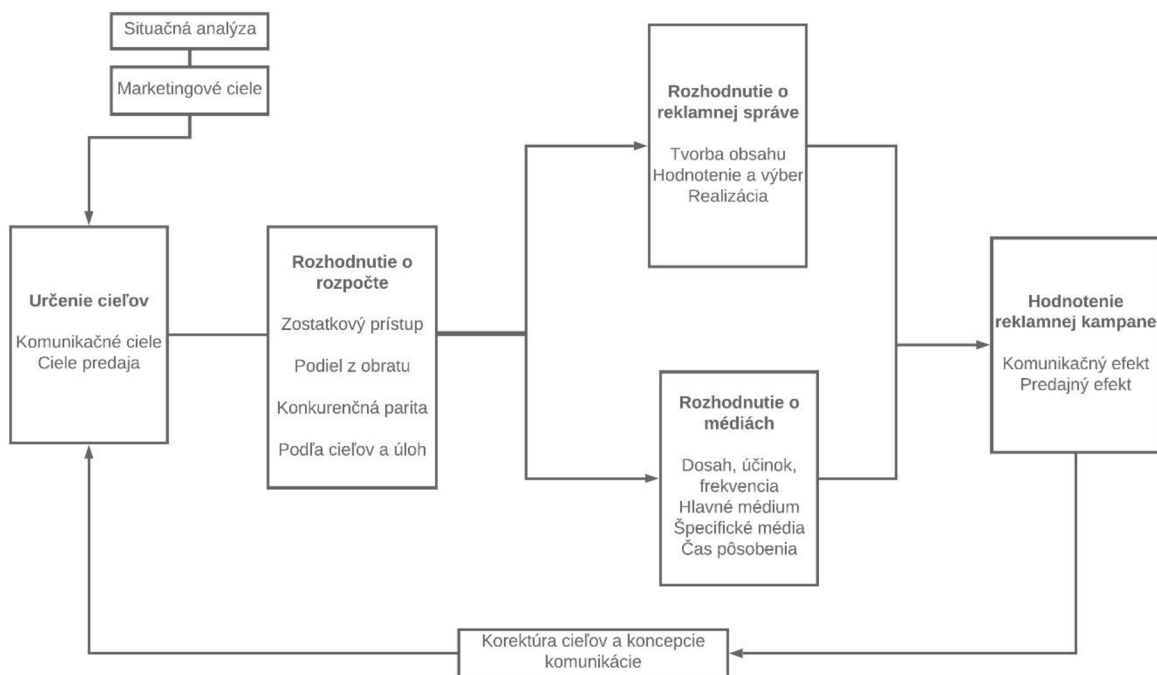 Situačná analýza
Marketingové ciele
Určenie cieľov
Komunikačné ciele
Ciele predaja
Rozhodnutie o
rozpočte
Zostatkový prístup
Podiel z obratu
Konkurenčná parita
Podľa cieľov a úloh
Rozhodnutie o
reklamnej správe
Tvorba obsahu
Hodnotenie a výber
Realizácia
Rozhodnutie o
médiách
Dosah, účinok,
frekvencia
Hlavné médium
Špecifické média
Čas pôsobenia
Hodnotenie
reklamnej kampane
Komunikačný efekt
Predajný efekt
Korektúra cieľov a koncepcie
komunikácie